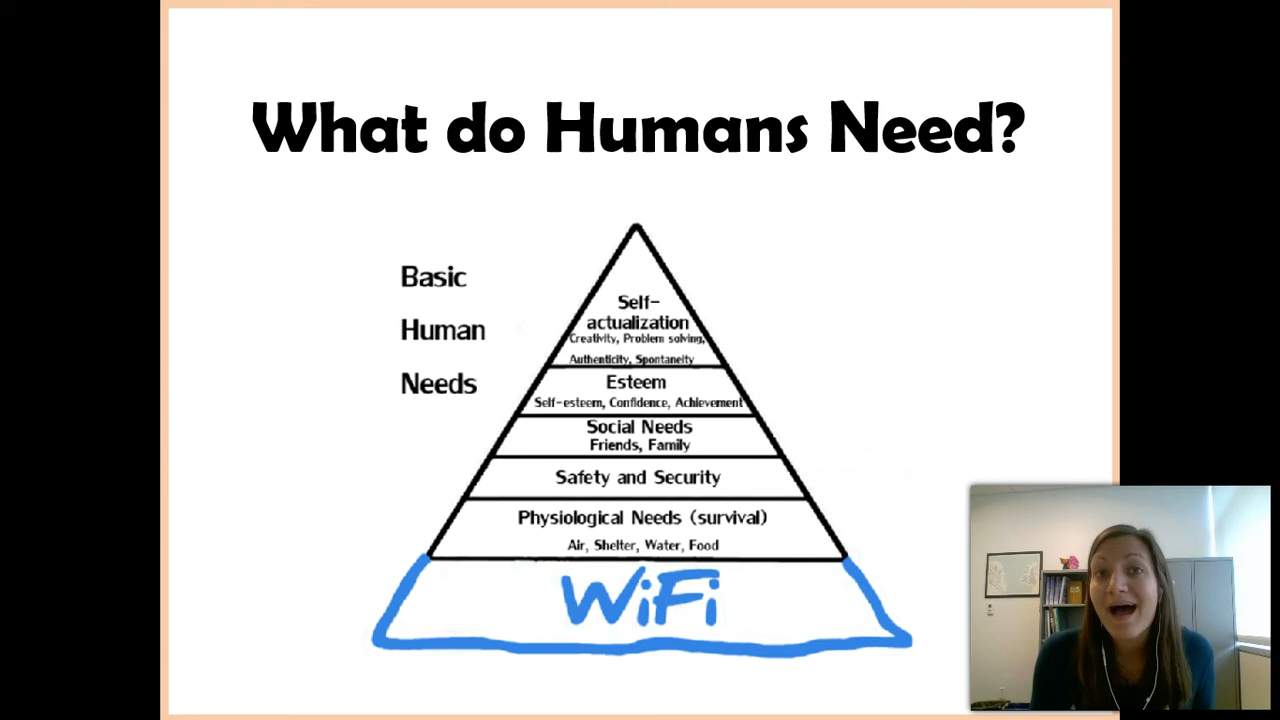 What do Humans Need?
Basic
Human
Needs
Self-
actualization
Creativity, Problem solving,
Authenticity, Spontaneity
Esteem
Self-esteem, Confidence, Achievement
Social Needs
Friends, Family
Safety and Security
Physiological Needs (survival)
Air, Shelter, Water, Food
WiFi